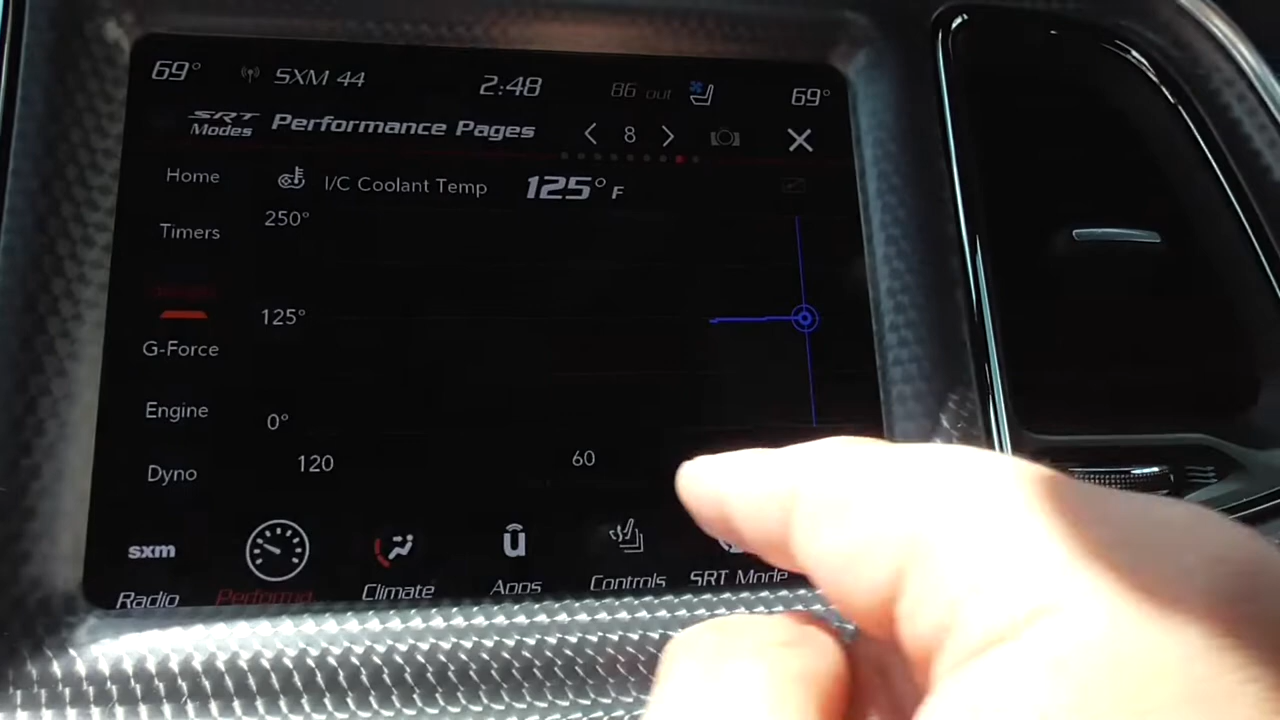 69° SXM 44 2:48 86 out 69°
SRT Modes Performance Pages 8
Home
I/C Coolant Temp 125° F
250°
Timers
125°
G-Force
Engine
0°
Dyno
120 60
sxm
Radio Performa Climate Apps Controls SRT Mode